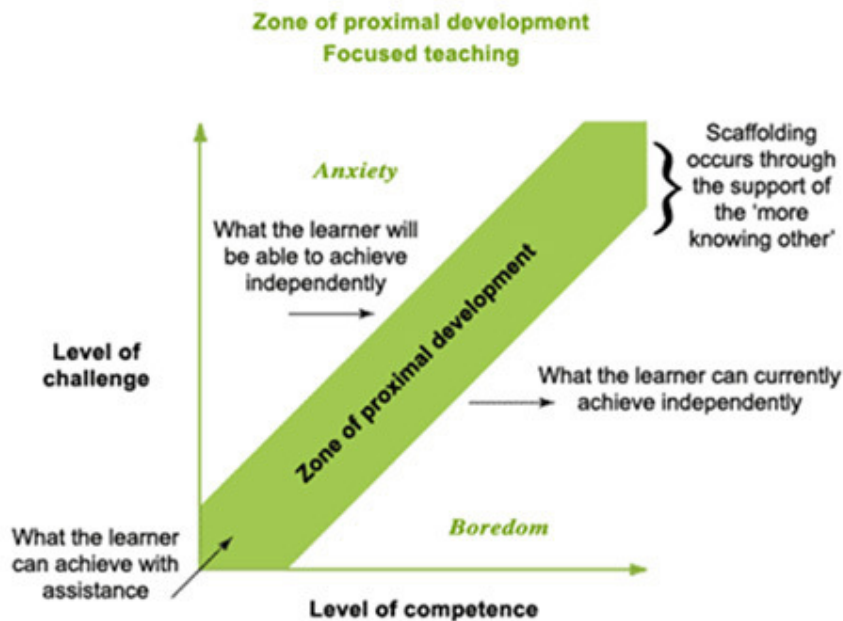 Zone of proximal development
Focused teaching
Anxiety
What the learner will
be able to achieve
independently
Scaffolding
occurs through
the support of
the ‘more
knowing other’
Zone of proximal development
Level of
challenge
What the learner can currently
achieve independently
Boredom
What the learner
can achieve with
assistance
Level of competence